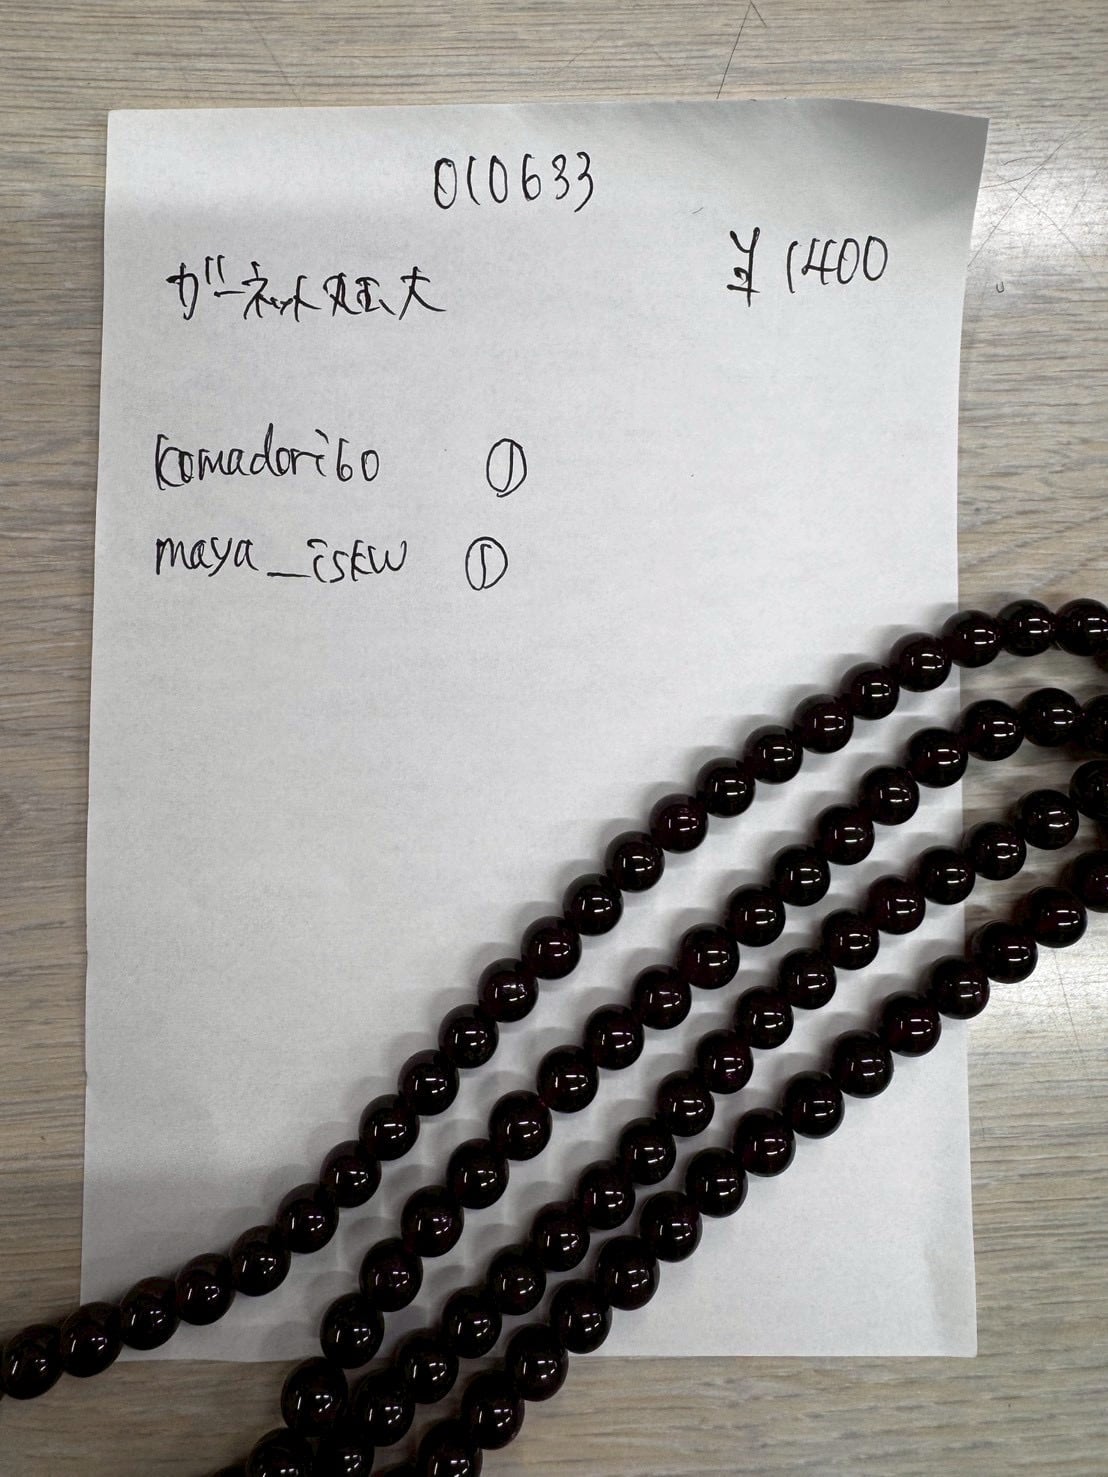 010633
ガーネット 丸玉 大
¥1400
komadori60 ①
maya_iskw ①